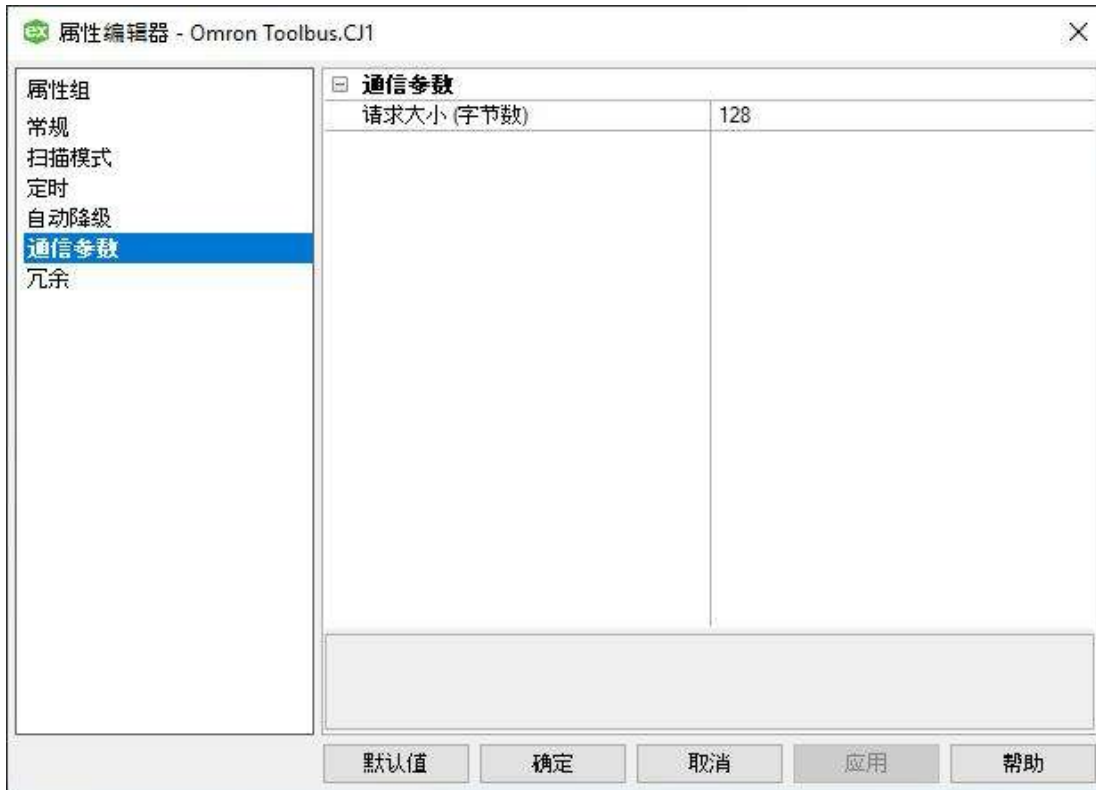 属性编辑器 - Omron Toolbus.CJ1
属性组
常规
扫描模式
定时
自动降级
通信参数
冗余
通信参数
请求大小 (字节数) 128
默认值 确定 取消 应用 帮助